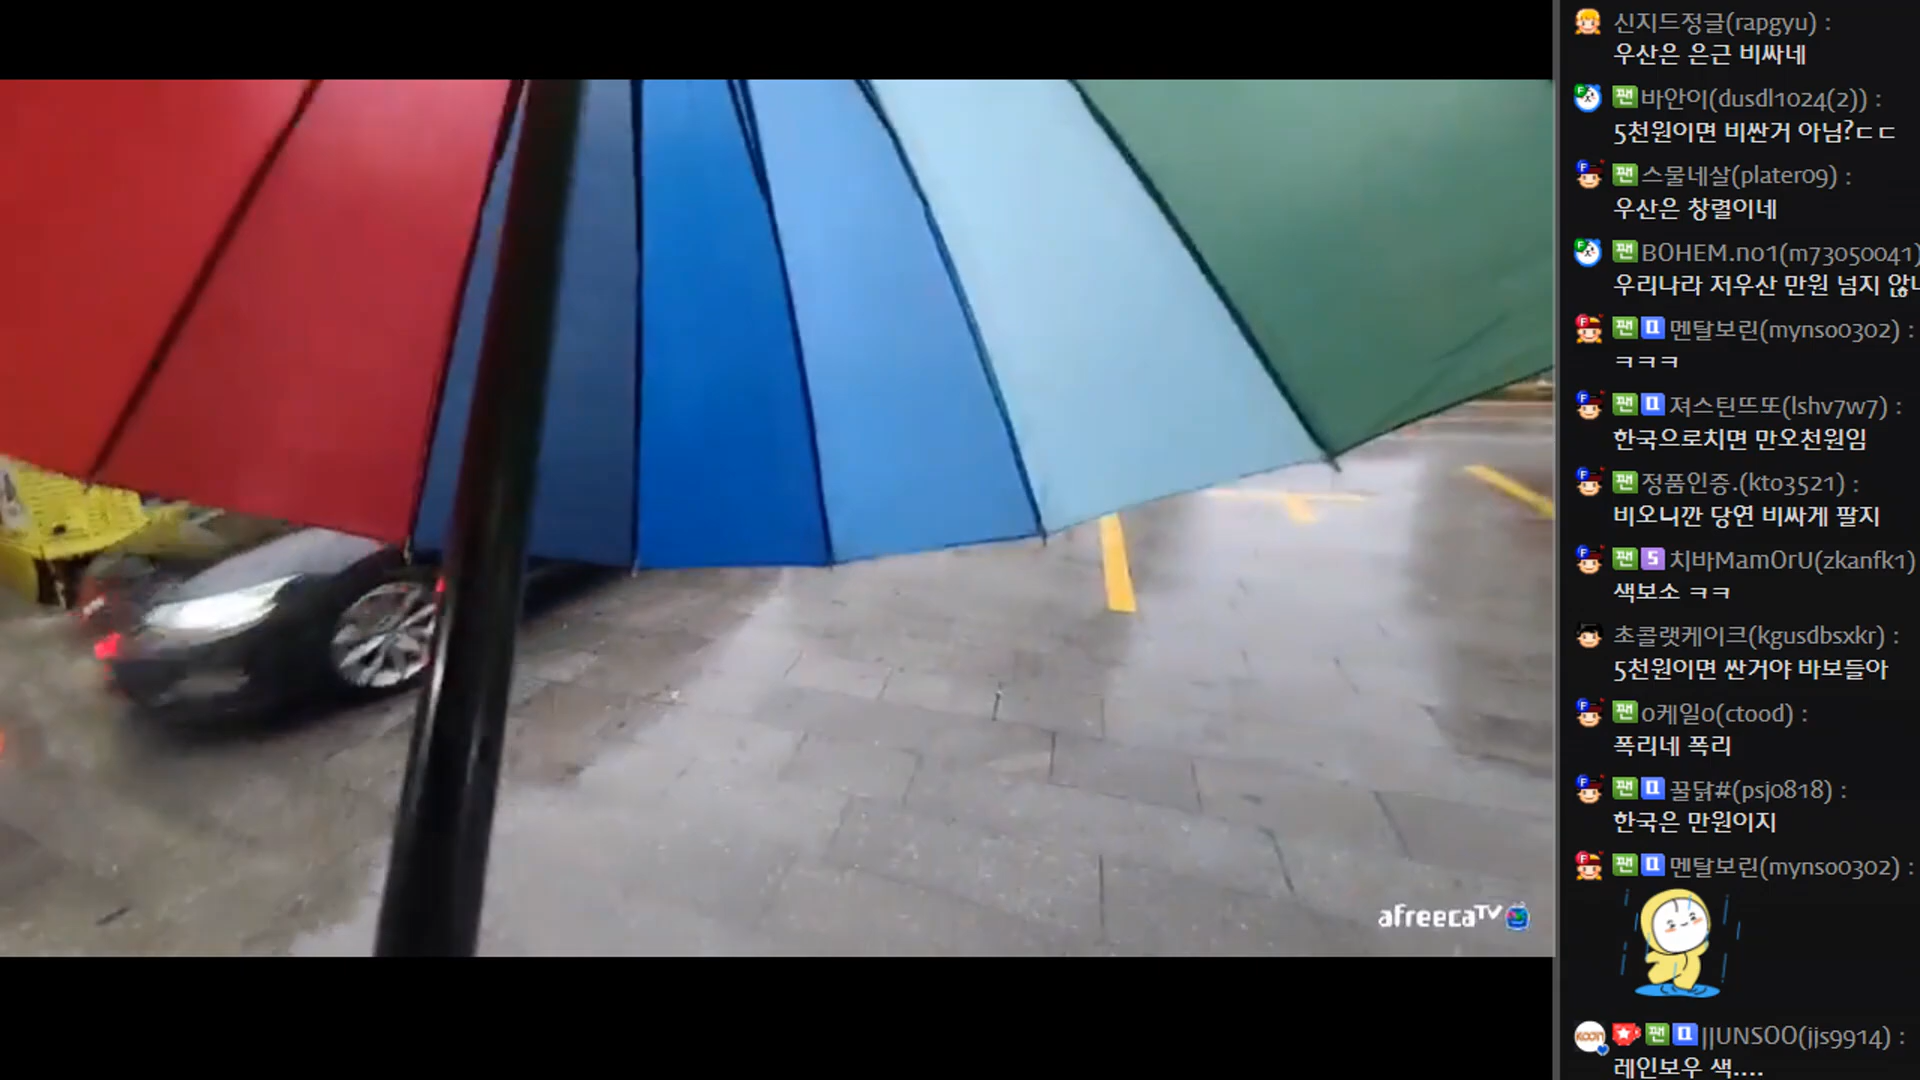 신지드정글(rapgyu) :
우산은 은근 비싸네
팬 바안이(dusdl1024(2)) :
5천원이면 비싼거 아님?ㄷㄷ
팬 스물네살(plater09) :
우산은 창렬이네
팬 BOHEM.no1(m73050041)
우리나라 저우산 만원 넘지 않
팬 멘탈보린(mynso0302) :
ㅋㅋㅋ
팬 져스틴뜨또(lshv7w7) :
한국으로치면 만오천원임
팬 정품인증.(kto3521) :
비오니깐 당연 비싸게 팔지
팬 S 치바MamOrU(zkanfk1)
색보소 ㅋㅋ
초콜랫케이크(kgusdbsxkr) :
5천원이면 싼거야 바보들아
팬 o케일o(ctood) :
폭리네 폭리
팬 꿀닭#(psj0818) :
한국은 만원이지
팬 멘탈보린(mynso0302) :
afreecaTV
팬 JJUNSOO(jjs9914) :
레인보우 색....